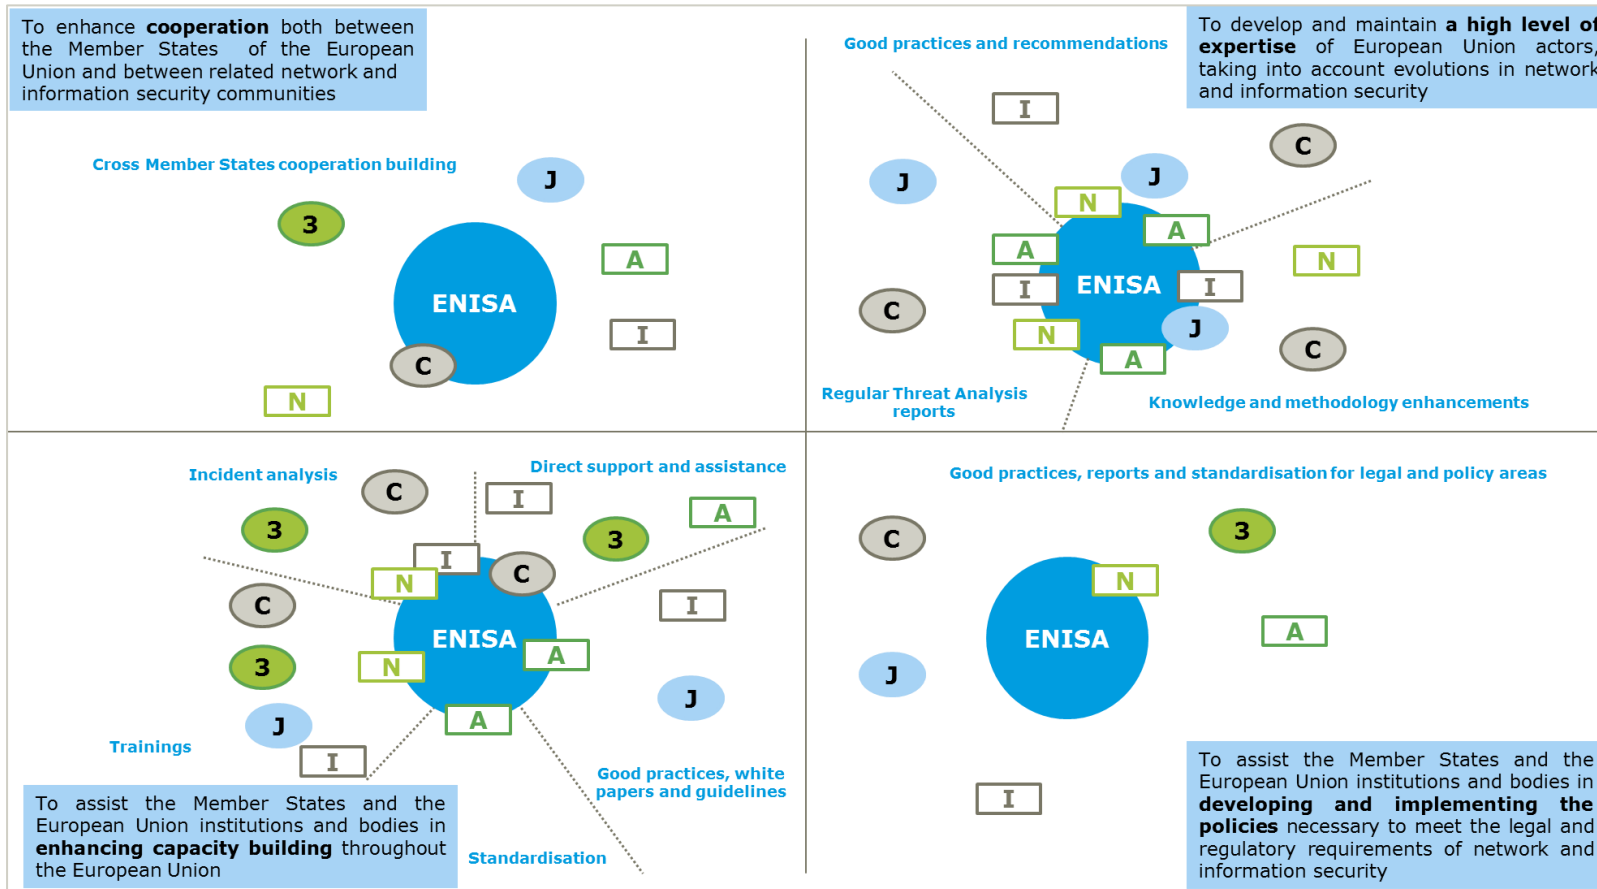 To enhance cooperation both between
the Member States of the European
Union and between related network and
information security communities
Cross Member States cooperation building
J
3
A
ENISA
I
C
N
Good practices and recommendations
To develop and maintain a high level of
expertise of European Union actors,
taking into account evolutions in network
and information security
I
C
J
J
N
A
A
N
I
ENISA
I
C
N
J
C
A
Regular Threat Analysis
reports
Knowledge and methodology enhancements
Incident analysis
Direct support and assistance
C
I
A
3
3
I
C
N
C
I
ENISA
A
N
3
J
A
J
Trainings
I
Good practices, white
papers and guidelines
To assist the Member States and the
European Union institutions and bodies in
enhancing capacity building throughout
the European Union
Standardisation
Good practices, reports and standardisation for legal and policy areas
C
3
N
A
ENISA
J
I
To assist the Member States and the
European Union institutions and bodies in
developing and implementing the
policies necessary to meet the legal and
regulatory requirements of network and
information security